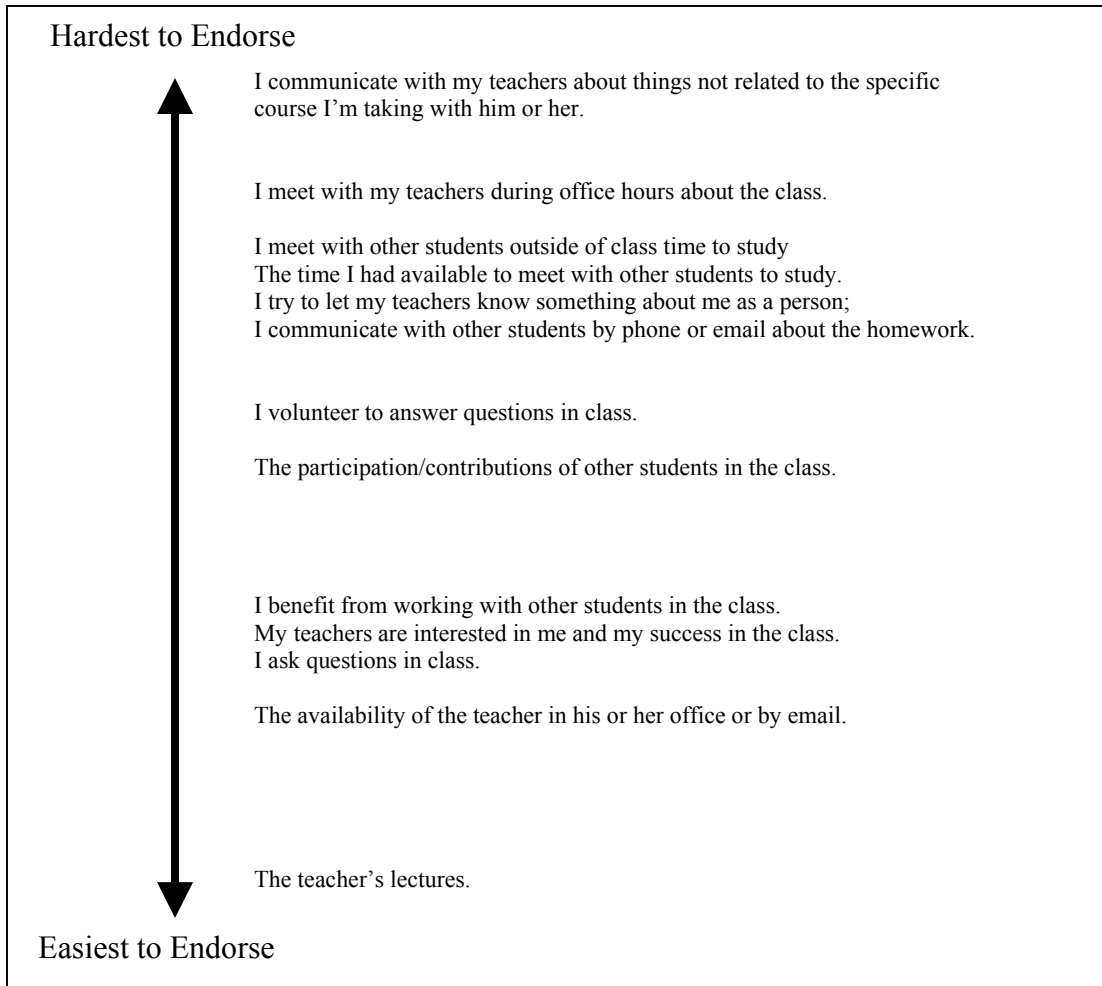 Hardest to Endorse
I communicate with my teachers about things not related to the specific
course I’m taking with him or her.
I meet with my teachers during office hours about the class.
I meet with other students outside of class time to study
The time I had available to meet with other students to study.
I try to let my teachers know something about me as a person;
I communicate with other students by phone or email about the homework.
I volunteer to answer questions in class.
The participation/contributions of other students in the class.
I benefit from working with other students in the class.
My teachers are interested in me and my success in the class.
I ask questions in class.
The availability of the teacher in his or her office or by email.
The teacher’s lectures.
Easiest to Endorse